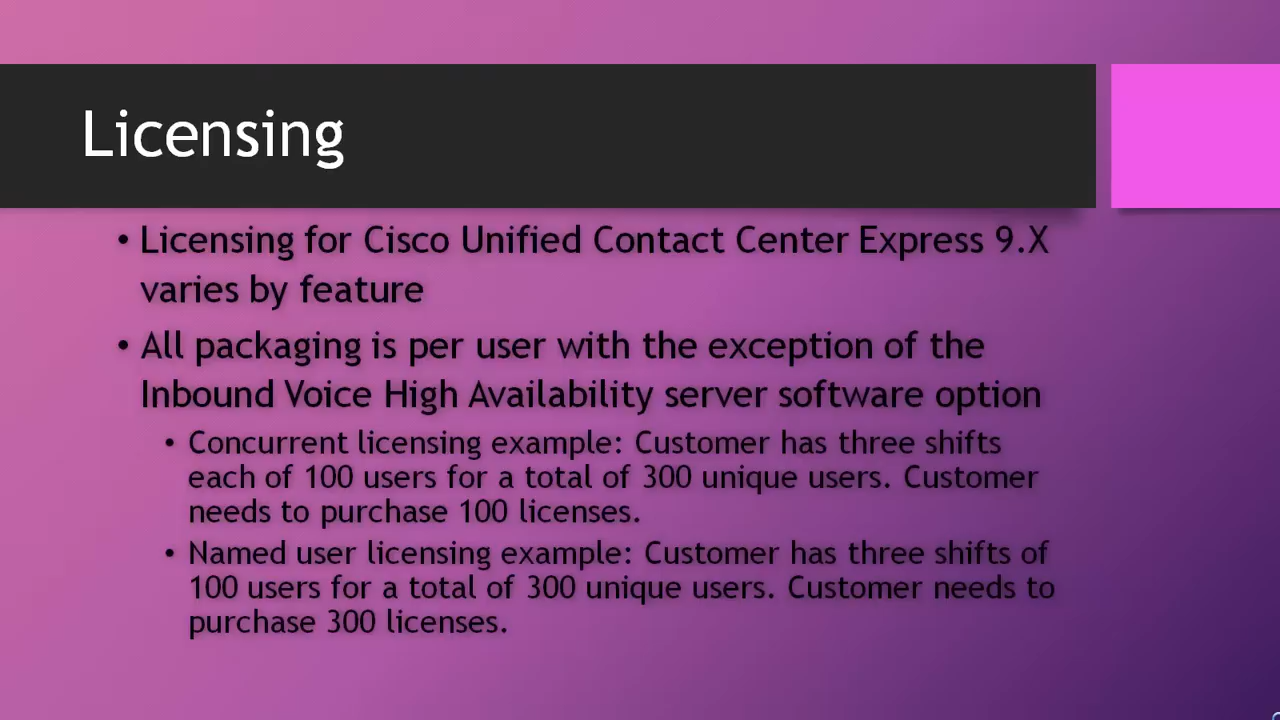 Licensing
• Licensing for Cisco Unified Contact Center Express 9.X
varies by feature
• All packaging is per user with the exception of the
Inbound Voice High Availability server software option
• Concurrent licensing example: Customer has three shifts
each of 100 users for a total of 300 unique users. Customer
needs to purchase 100 licenses.
• Named user licensing example: Customer has three shifts of
100 users for a total of 300 unique users. Customer needs to
purchase 300 licenses.